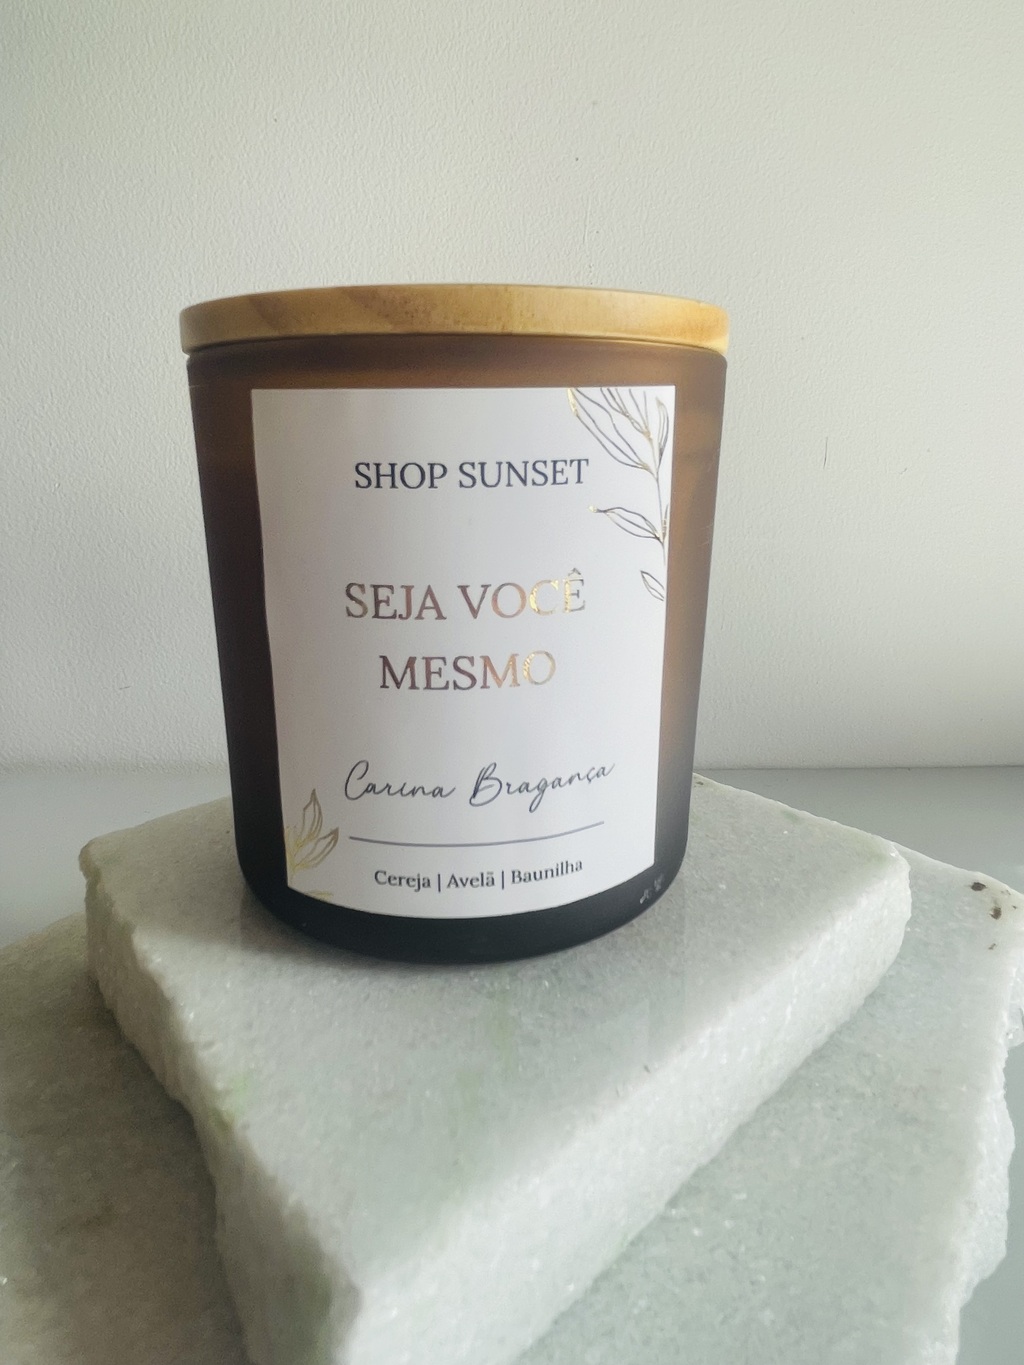 SHOP SUNSET
SEJA VOCÊ
MESMO
Carina Bragança
Cereja | Avelã | Baunilha